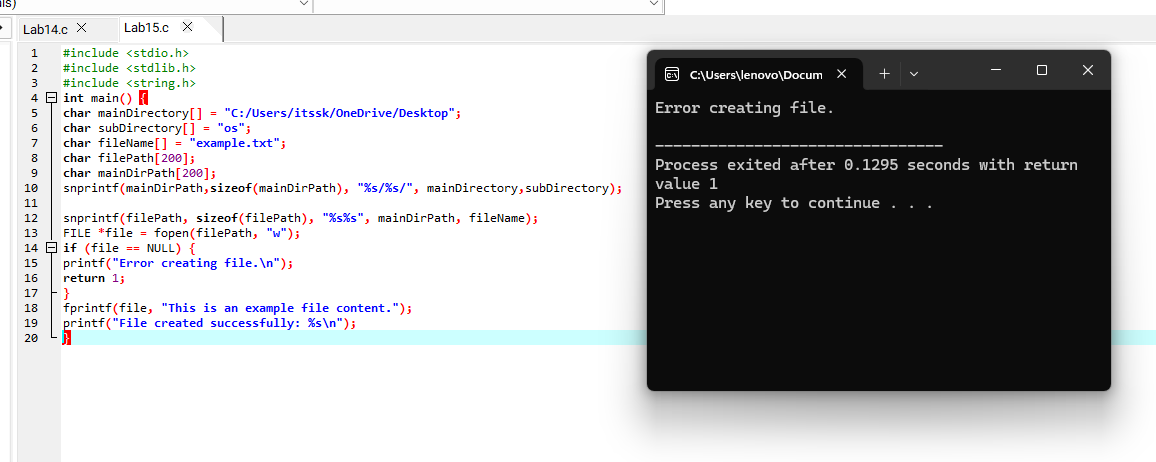 ls)
Lab14.c
Lab15.c
1 #include <stdio.h>
2 #include <stdlib.h>
3 #include <string.h>
4 int main() {
5 char mainDirectory[] = "C:/Users/itssk/OneDrive/Desktop";
6 char subDirectory[] = "os";
7 char fileName[] = "example.txt";
8 char filePath[200];
9 char mainDirPath[200];
10 snprintf(mainDirPath,sizeof(mainDirPath), "%s/%s/", mainDirectory,subDirectory);
11
12 snprintf(filePath, sizeof(filePath), "%s%s", mainDirPath, fileName);
13 FILE *file = fopen(filePath, "w");
14 if (file == NULL) {
15 printf("Error creating file.\n");
16 return 1;
17 }
18 fprintf(file, "This is an example file content.");
19 printf("File created successfully: %s\n");
20 }
C:\Users\lenovo\Docum
Error creating file.
--------------------------------
Process exited after 0.1295 seconds with return
value 1
Press any key to continue . . .